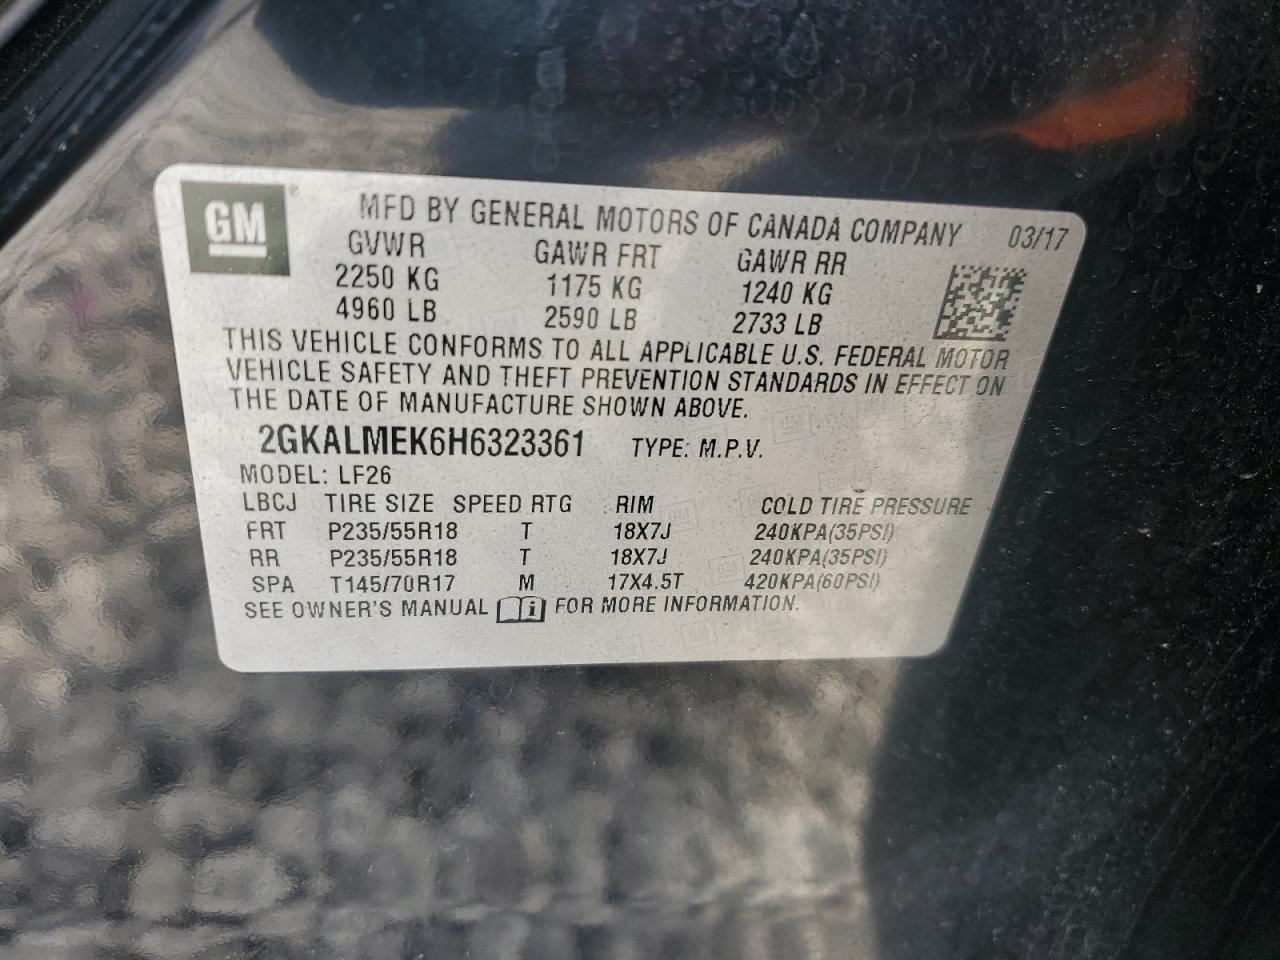 GM®
MFD BY GENERAL MOTORS OF CANADA COMPANY 03/17
GVWR GAWR FRT GAWR RR
2250 KG 1175 KG 1240 KG
4960 LB 2590 LB 2733 LB
THIS VEHICLE CONFORMS TO ALL APPLICABLE U.S. FEDERAL MOTOR
VEHICLE SAFETY AND THEFT PREVENTION STANDARDS IN EFFECT ON
THE DATE OF MANUFACTURE SHOWN ABOVE.
2GKALMEK6H6323361 TYPE: M.P.V.
MODEL: LF26
LBCJ TIRE SIZE SPEED RTG RIM COLD TIRE PRESSURE
FRT P235/55R18 T 18X7J 240KPA(35PSI)
RR P235/55R18 T 18X7J 240KPA(35PSI)
SPA T145/70R17 M 17X4.5T 420KPA(60PSI)
SEE OWNER'S MANUAL i FOR MORE INFORMATION.